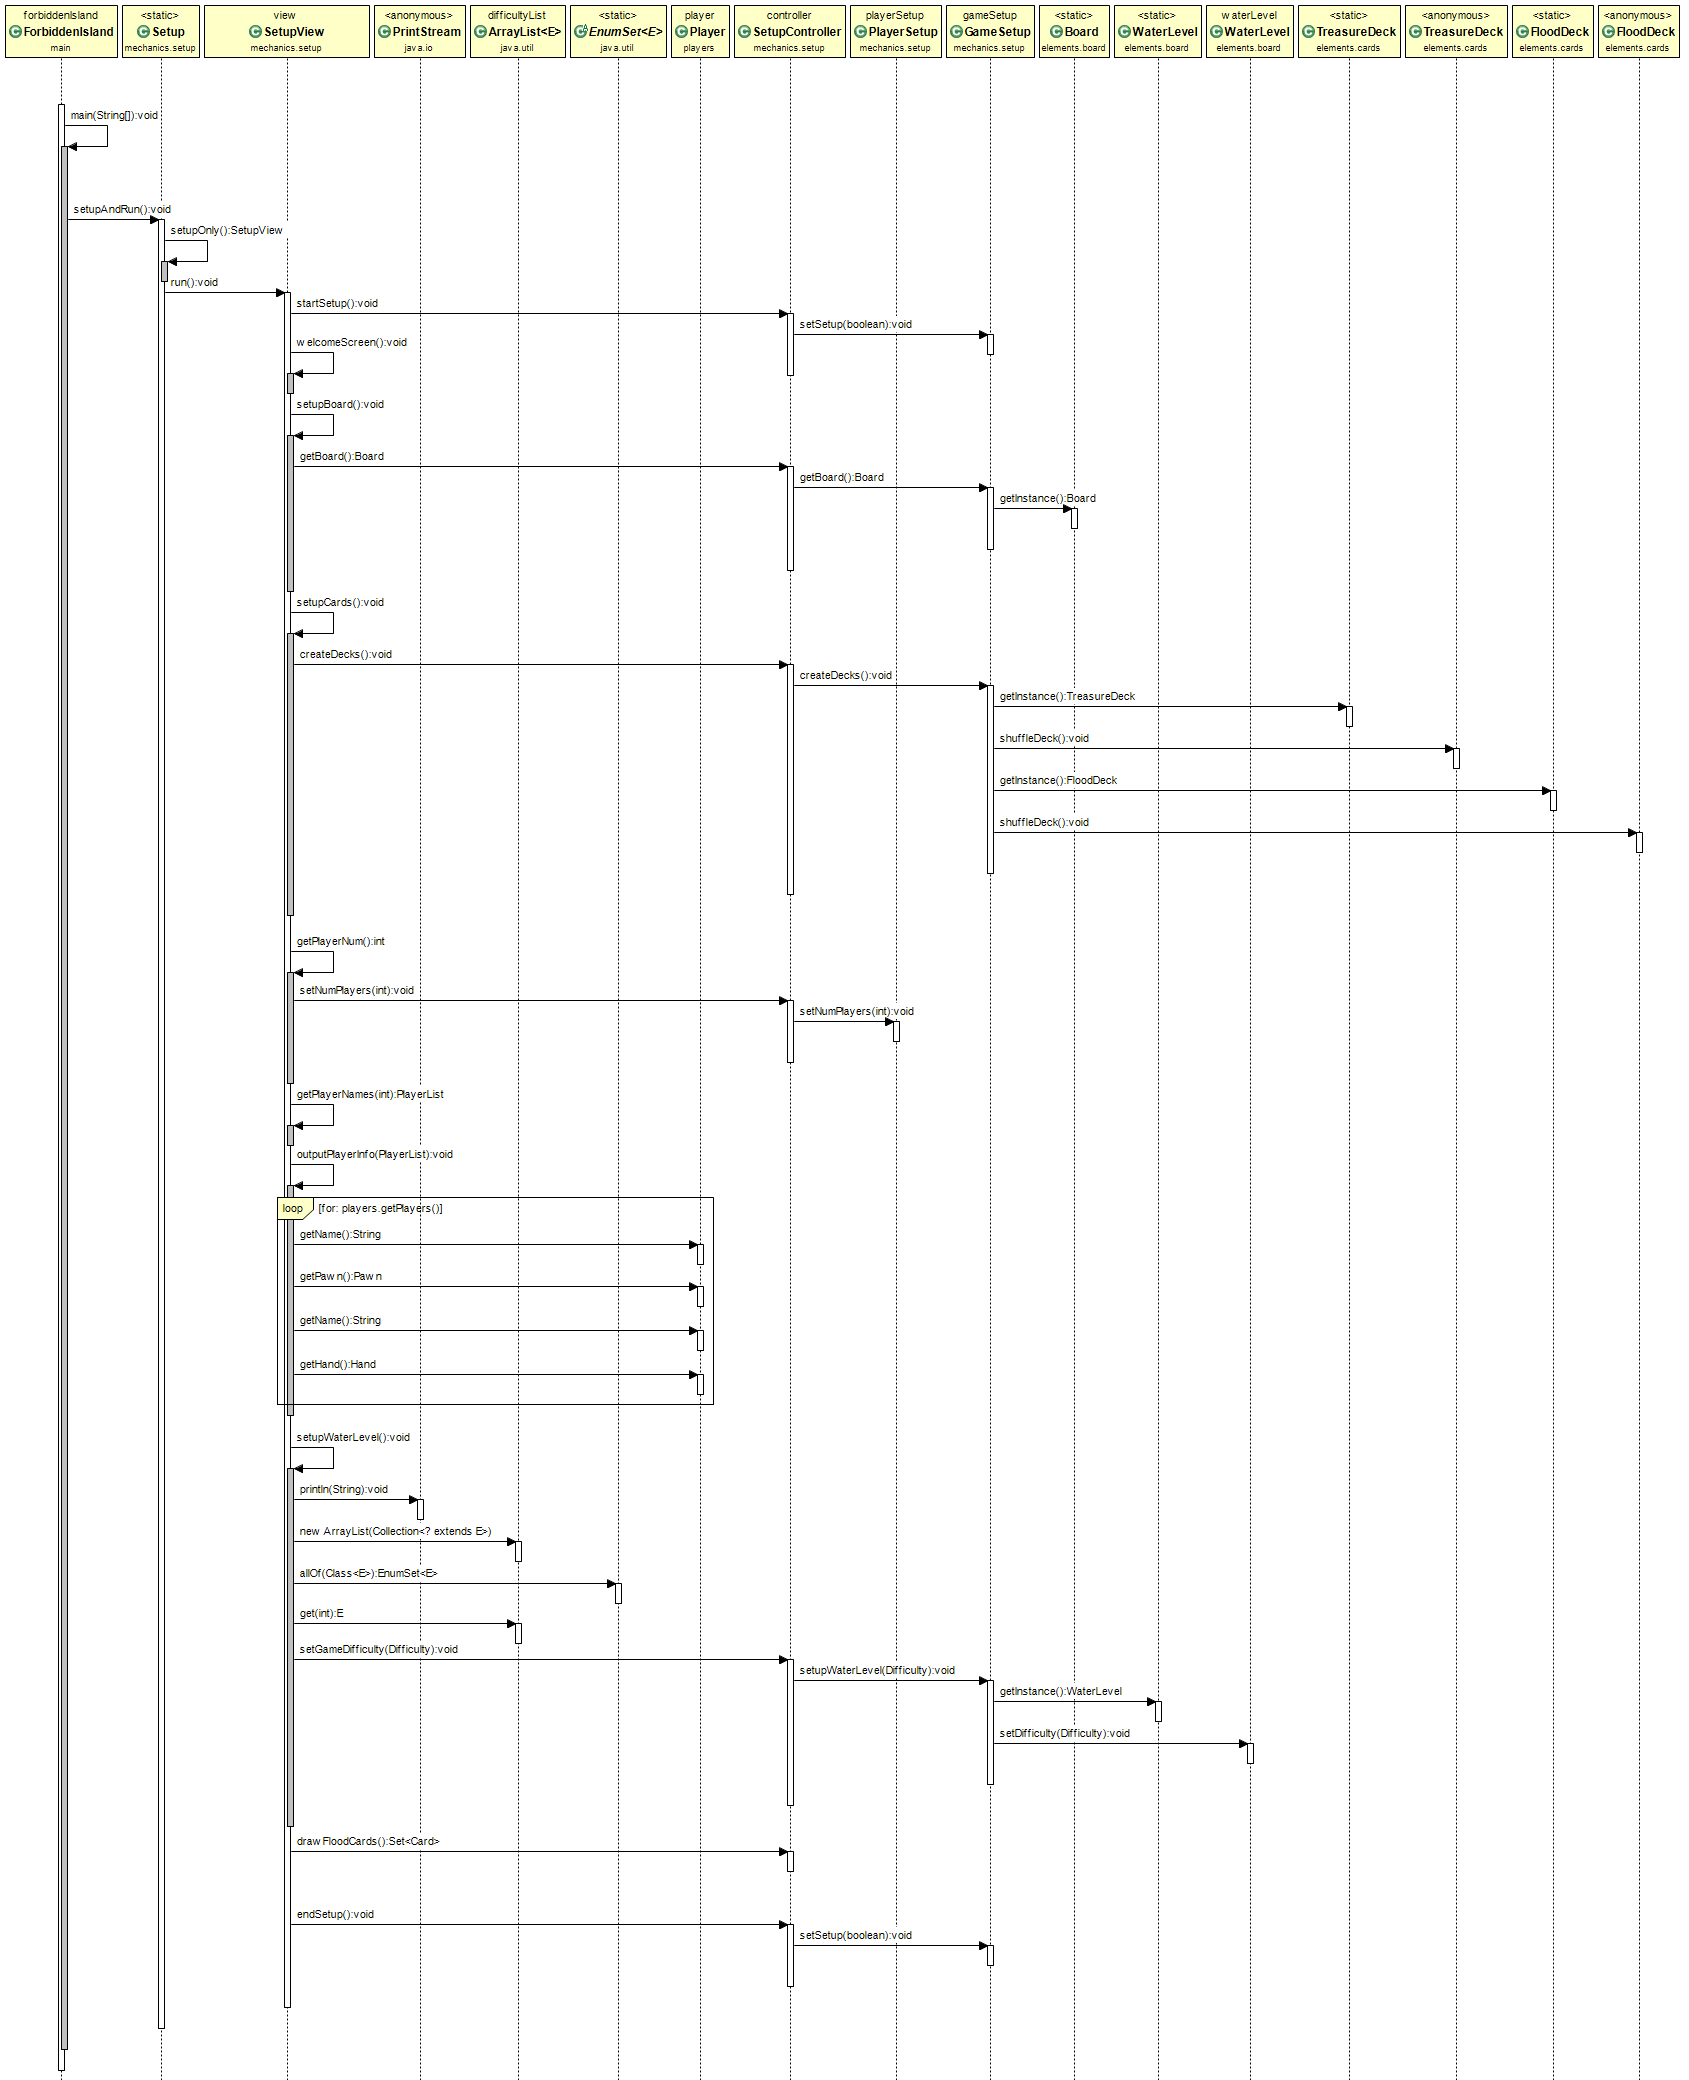 forbiddenIsland
ForbiddenIsland
main
<static>
Setup
mechanics.setup
view
SetupView
mechanics.setup
<anonymous>
PrintStream
java.io
difficultyList
ArrayList<E>
java.util
<static>
EnumSet<E>
java.util
player
Player
players
controller
SetupController
mechanics.setup
playerSetup
PlayerSetup
mechanics.setup
gameSetup
GameSetup
mechanics.setup
<static>
Board
elements.board
<static>
WaterLevel
elements.board
waterLevel
WaterLevel
elements.board
<static>
TreasureDeck
elements.cards
<anonymous>
TreasureDeck
elements.cards
<static>
FloodDeck
elements.cards
<anonymous>
FloodDeck
elements.cards
main(String[]):void
setupAndRun():void
setupOnly():SetupView
run():void
startSetup():void
setSetup(boolean):void
welcomeScreen():void
setupBoard():void
getBoard():Board
getBoard():Board
getInstance():Board
setupCards():void
createDecks():void
createDecks():void
getInstance():TreasureDeck
shuffleDeck():void
getInstance():FloodDeck
shuffleDeck():void
getPlayerNum():int
setNumPlayers(int):void
setNumPlayers(int):void
getPlayerNames(int):PlayerList
outputPlayerInfo(PlayerList):void
loop [for: players.getPlayers()]
getName():String
getPawn():Pawn
getName():String
getHand():Hand
setupWaterLevel():void
println(String):void
new ArrayList(Collection<? extends E>)
allOf(Class<E>):EnumSet<E>
get(int):E
setGameDifficulty(Difficulty):void
setupWaterLevel(Difficulty):void
getInstance():WaterLevel
setDifficulty(Difficulty):void
drawFloodCards():Set<Card>
endSetup():void
setSetup(boolean):void